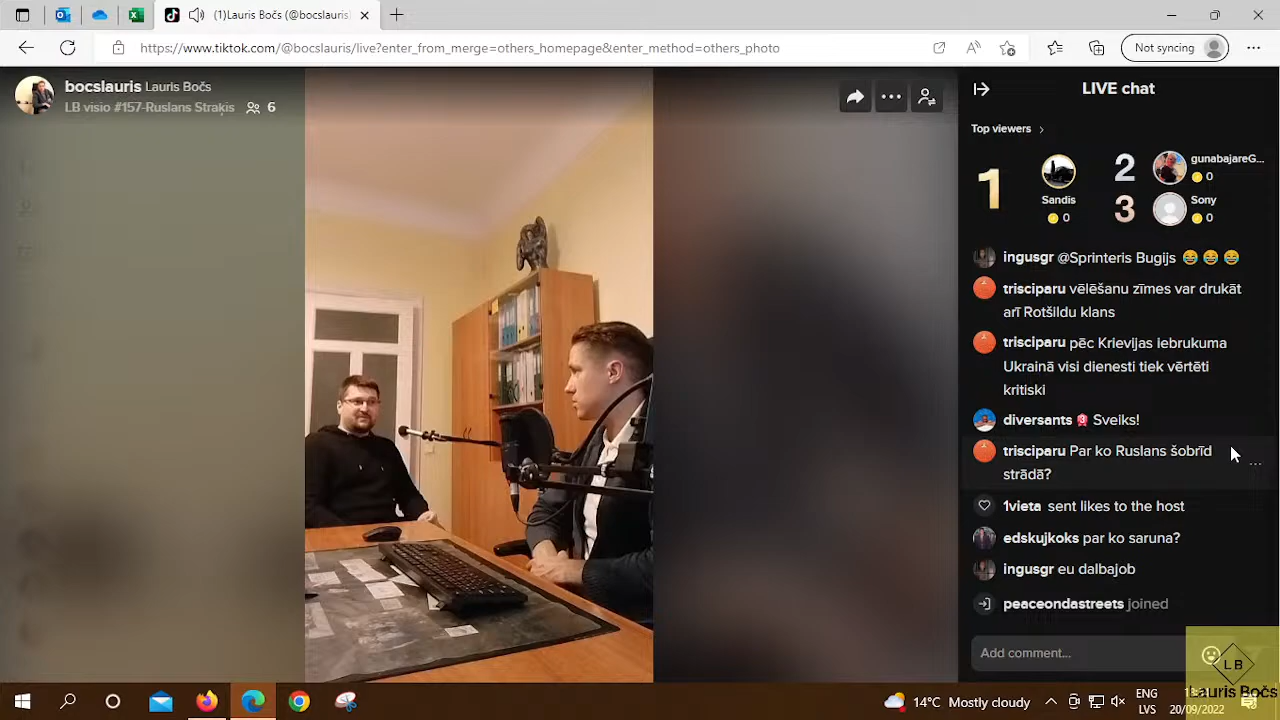 (1)Lauris Bočs (@bocslauris
https://www.tiktok.com/@bocslauris/live?enter_from_merge=others_homepage&enter_method=others_photo
Not syncing
bocslauris Lauris Bočs
LB visio #157-Ruslans Straķis 6
LIVE chat
Top viewers
1
Sandis
0
2
gunabajareG...
0
3
Sony
0
ingusgr @Sprinteris Bugijs 😂😂😂
trisciparu vēlēšanu zīmes var drukāt
arī Rotšildu klans
trisciparu pēc Krievijas Iebrukuma
Ukrainā visi dienesti tiek vērtēti
kritiski
diversants Sveiks!
trisciparu Par ko Ruslans šobrīd
strādā?
1vieta sent likes to the host
edskujkoks par ko saruna?
ingusgr eu dalbajob
peaceondastreets joined
Add comment...
LB
Lauris Bočs
14°C Mostly cloudy
ENG
LVS
20/09/2022